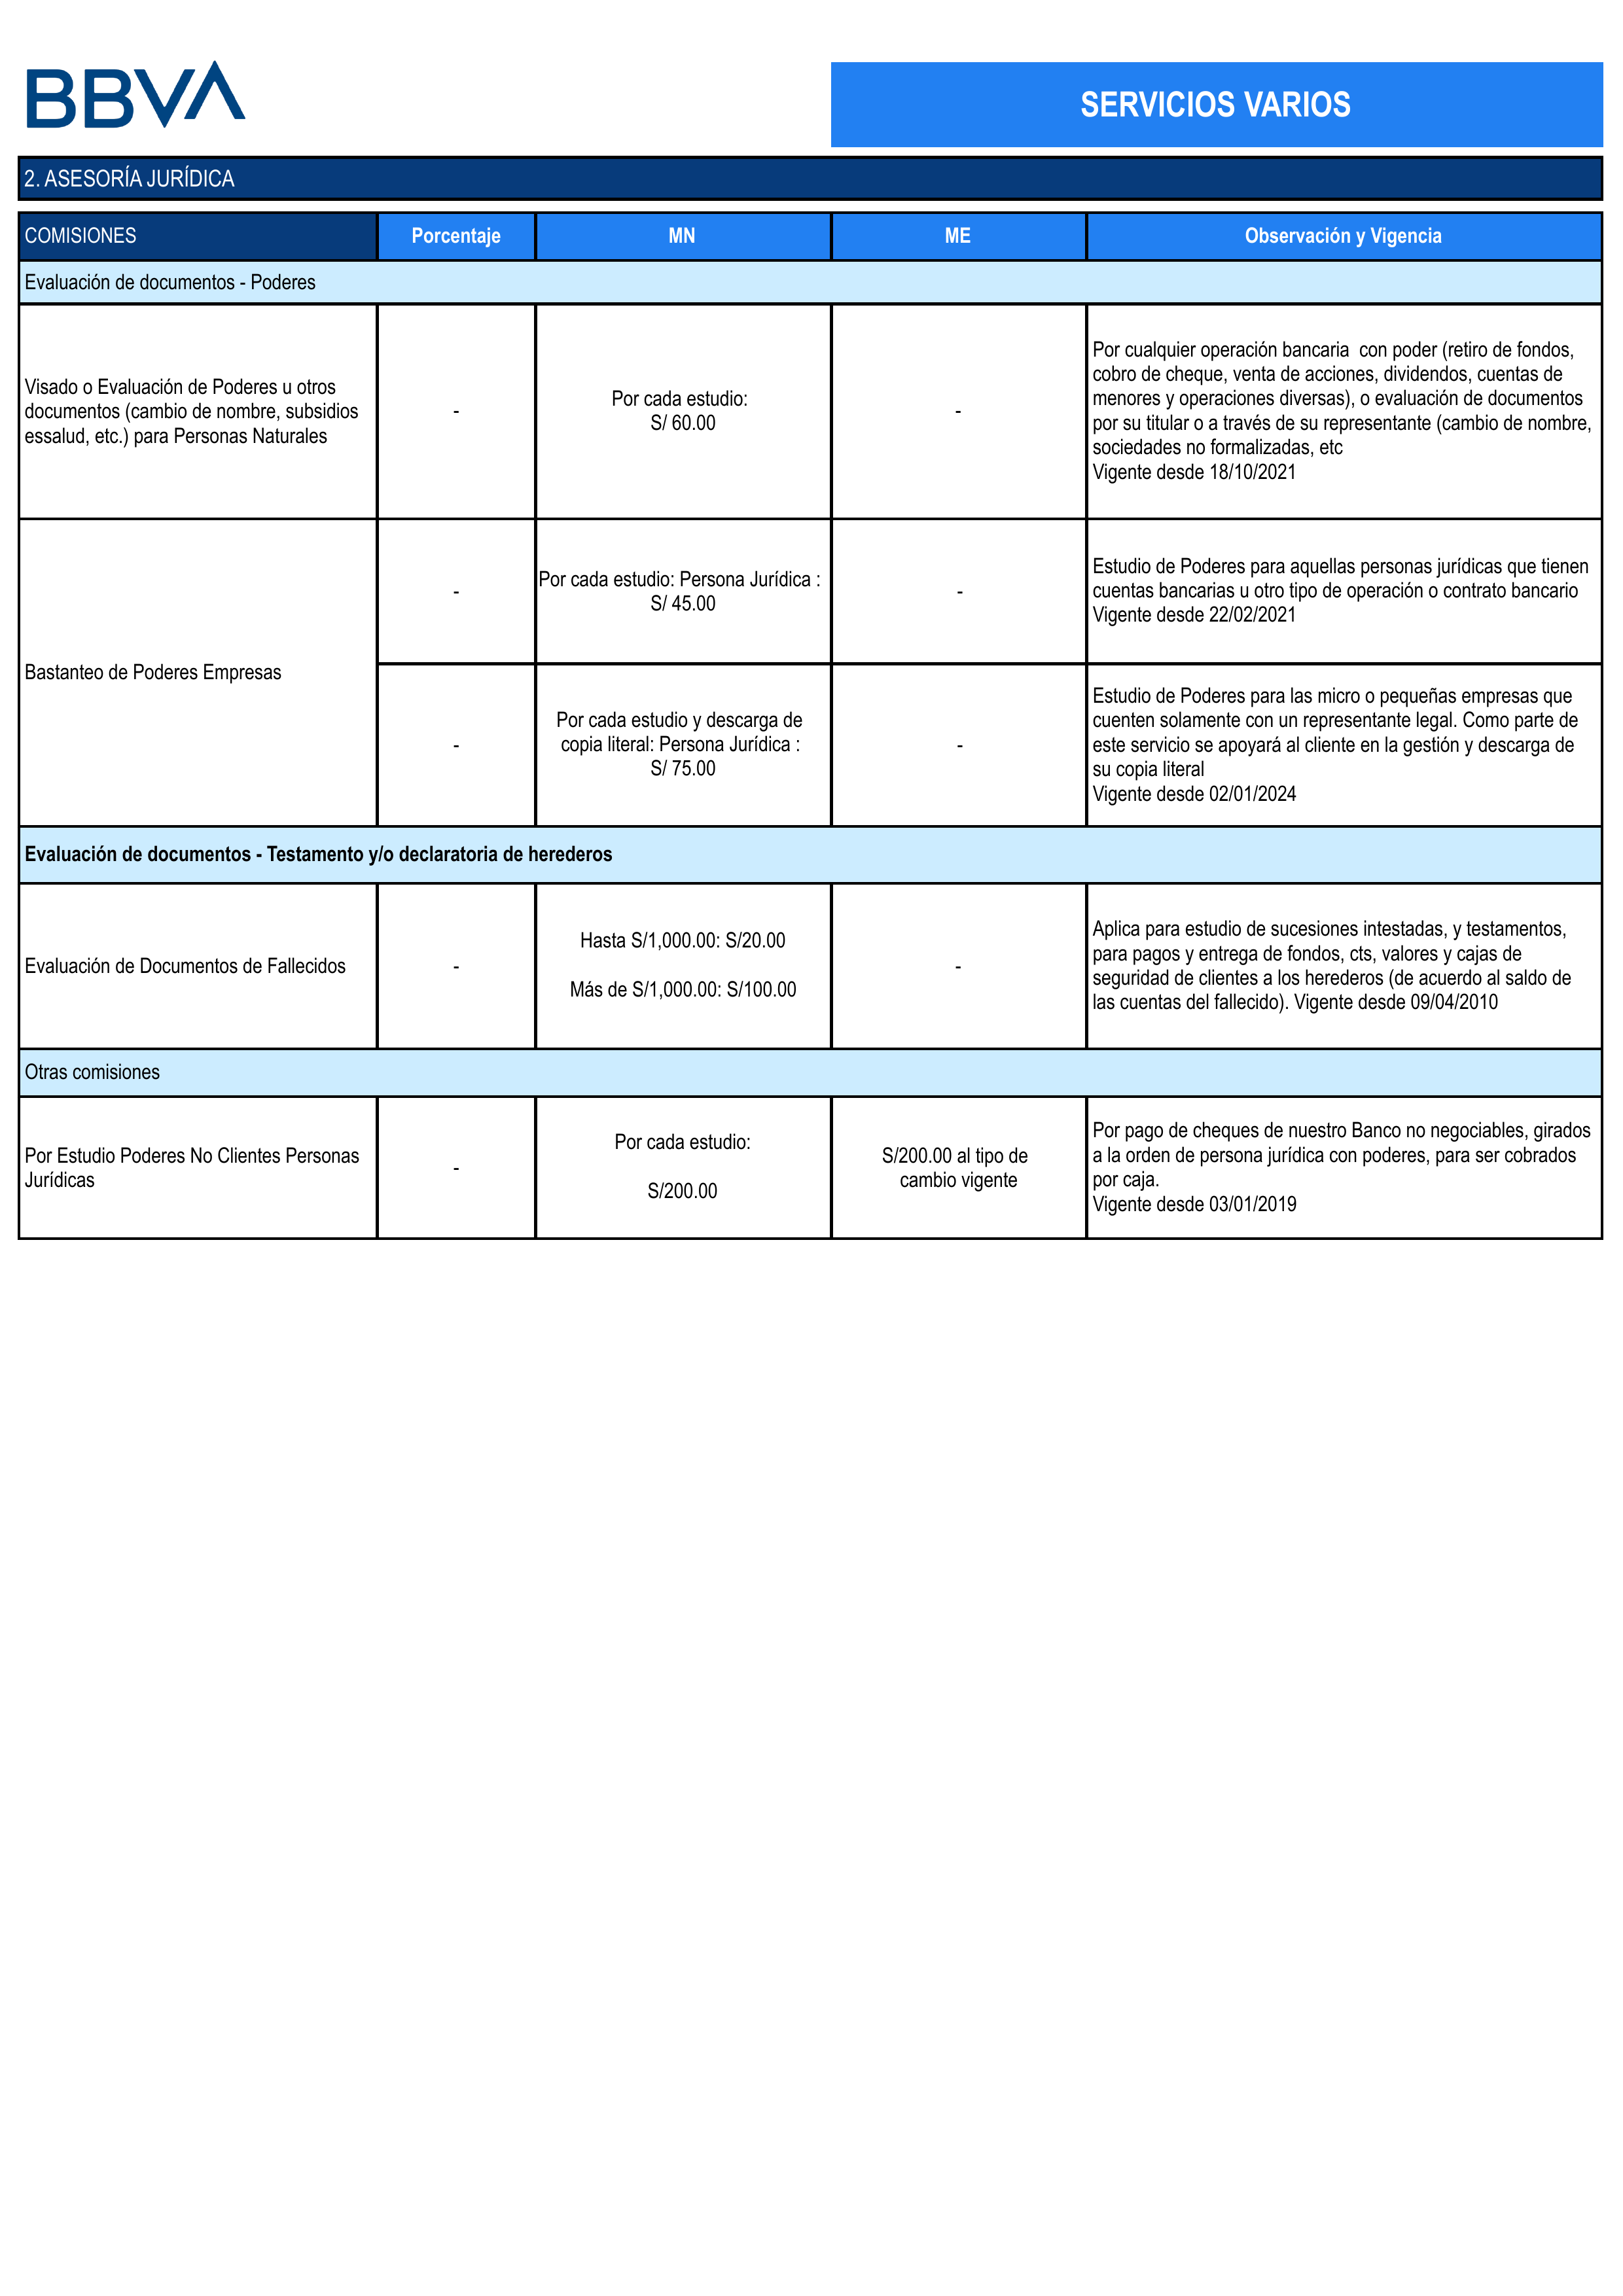 BBVA
SERVICIOS VARIOS
2. ASESORÍA JURÍDICA
COMISIONES
Porcentaje
MN
ME
Observación y Vigencia
Evaluación de documentos - Poderes
Visado o Evaluación de Poderes u otros
documentos (cambio de nombre, subsidios
essalud, etc.) para Personas Naturales
-
Por cada estudio:
S/ 60.00
-
Por cualquier operación bancaria  con poder (retiro de fondos,
cobro de cheque, venta de acciones, dividendos, cuentas de
menores y operaciones diversas), o evaluación de documentos
por su titular o a través de su representante (cambio de nombre,
sociedades no formalizadas, etc
Vigente desde 18/10/2021
Bastanteo de Poderes Empresas
-
Por cada estudio: Persona Jurídica :
S/ 45.00
-
Estudio de Poderes para aquellas personas jurídicas que tienen
cuentas bancarias u otro tipo de operación o contrato bancario
Vigente desde 22/02/2021
-
Por cada estudio y descarga de
copia literal: Persona Jurídica :
S/ 75.00
-
Estudio de Poderes para las micro o pequeñas empresas que
cuenten solamente con un representante legal. Como parte de
este servicio se apoyará al cliente en la gestión y descarga de
su copia literal
Vigente desde 02/01/2024
Evaluación de documentos - Testamento y/o declaratoria de herederos
Evaluación de Documentos de Fallecidos
-
Hasta S/1,000.00: S/20.00
Más de S/1,000.00: S/100.00
-
Aplica para estudio de sucesiones intestadas, y testamentos,
para pagos y entrega de fondos, cts, valores y cajas de
seguridad de clientes a los herederos (de acuerdo al saldo de
las cuentas del fallecido). Vigente desde 09/04/2010
Otras comisiones
Por Estudio Poderes No Clientes Personas
Jurídicas
-
Por cada estudio:
S/200.00
S/200.00 al tipo de
cambio vigente
Por pago de cheques de nuestro Banco no negociables, girados
a la orden de persona jurídica con poderes, para ser cobrados
por caja.
Vigente desde 03/01/2019